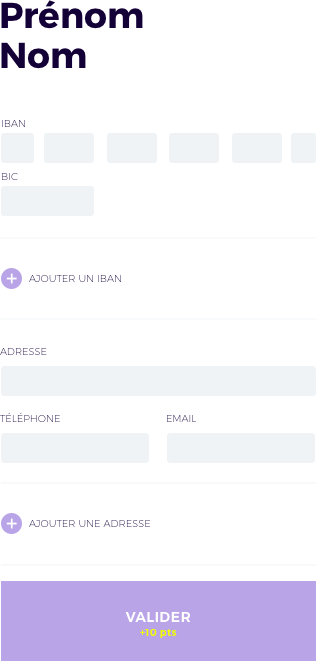 Prénom
Nom
IBAN
BIC
AJOUTER UN IBAN
ADRESSE
TÉLÉPHONE EMAIL
AJOUTER UNE ADRESSE
VALIDER
+10 pts